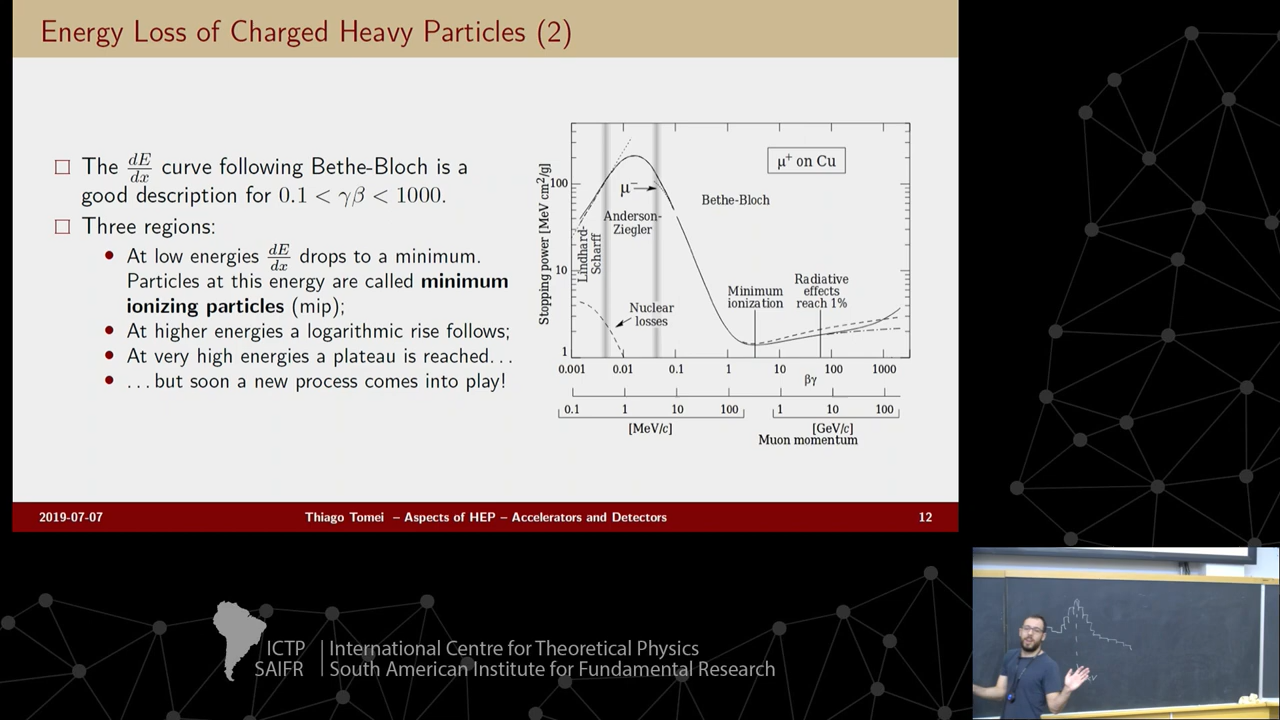 Energy Loss of Charged Heavy Particles (2)
□ The dE/dx curve following Bethe-Bloch is a
good description for 0.1 < γβ < 1000.
□ Three regions:
• At low energies dE/dx drops to a minimum.
Particles at this energy are called minimum
ionizing particles (mip);
• At higher energies a logarithmic rise follows;
• At very high energies a plateau is reached...
• ...but soon a new process comes into play!
Stopping power [MeV cm²/g]
100
10
1
μ⁺ on Cu
μ⁻
Bethe-Bloch
Anderson-
Ziegler
Lindhard-
Scharff
Nuclear
losses
Minimum
ionization
Radiative
effects
reach 1%
0.001 0.01 0.1 1 10 100 1000
βγ
0.1 1 10 100 1 10 100
[MeV/c] [GeV/c]
Muon momentum
2019-07-07 Thiago Tomei – Aspects of HEP – Accelerators and Detectors 12
ICTP International Centre for Theoretical Physics
SAIFR South American Institute for Fundamental Research